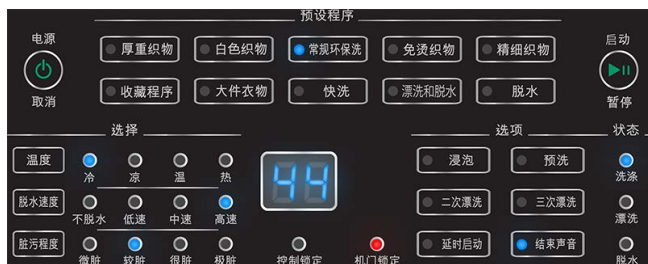 预设程序
电源
厚重织物 白色织物 常规环保洗 免烫织物 精细织物
启动
取消
收藏程序 大件衣物 快洗 漂洗和脱水 脱水
暂停
选择 选项 状态
温度
冷 凉 温 热
44
浸泡 预洗
洗涤
脱水速度
不脱水 低速 中速 高速
二次漂洗 三次漂洗
漂洗
脏污程度
微脏 较脏 很脏 极脏
控制锁定 机门锁定
延时启动 结束声音
脱水